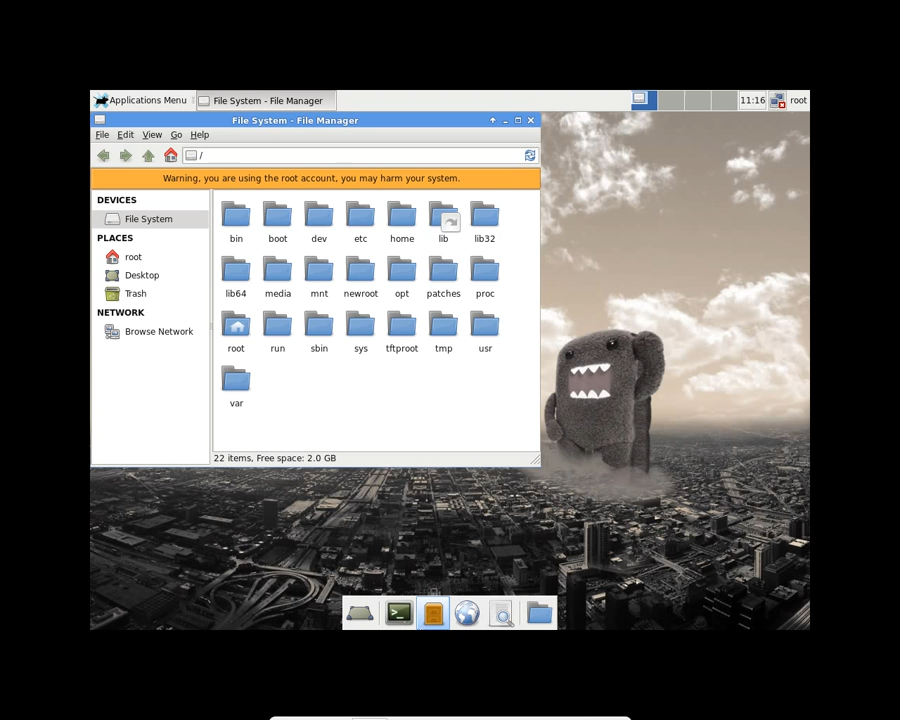 Applications Menu
File System - File Manager
11:16
root
File System - File Manager
File Edit View Go Help
/
Warning, you are using the root account, you may harm your system.
DEVICES
File System
PLACES
root
Desktop
Trash
NETWORK
Browse Network
bin boot dev etc home lib lib32
lib64 media mnt newroot opt patches proc
root run sbin sys tftproot tmp usr
var
22 items, Free space: 2.0 GB
>_